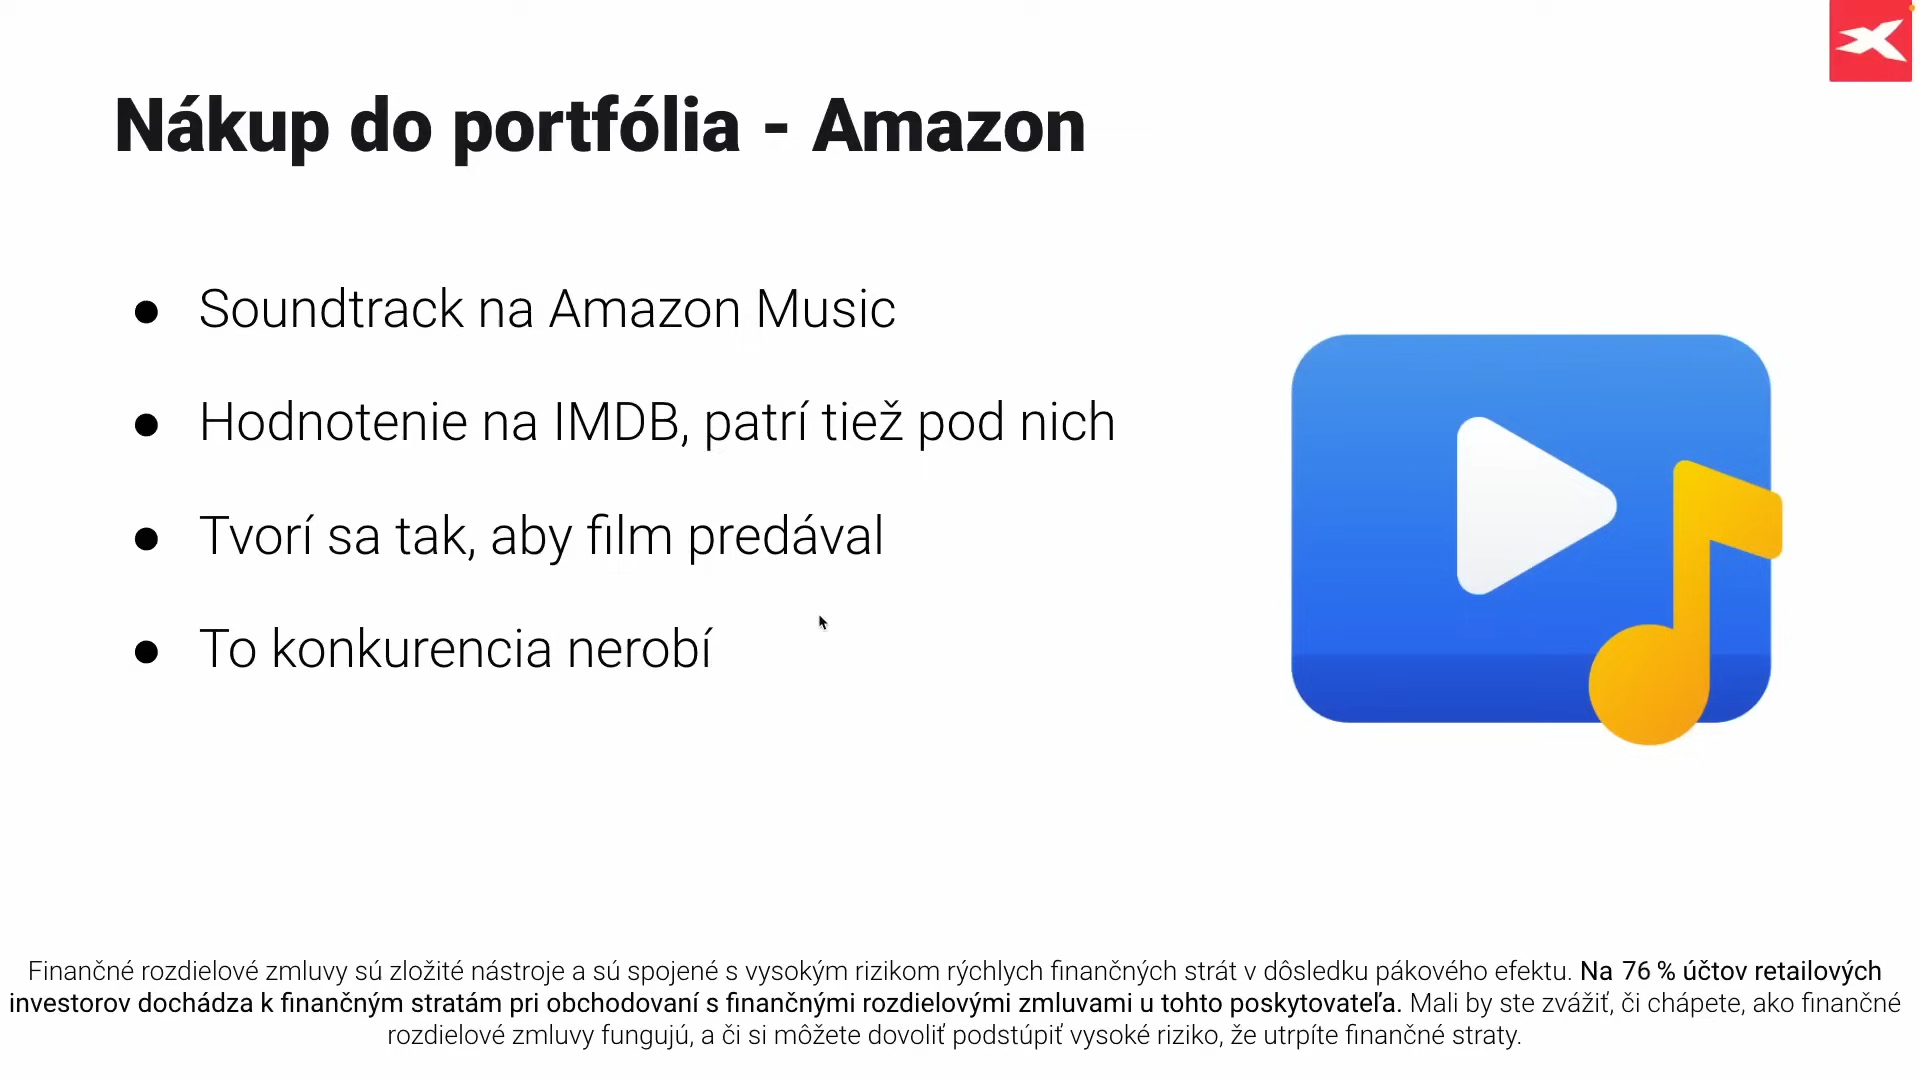 Nákup do portfólia - Amazon
● Soundtrack na Amazon Music
● Hodnotenie na IMDB, patrí tiež pod nich
● Tvorí sa tak, aby film predával
● To konkurencia nerobí
Finančné rozdielové zmluvy sú zložité nástroje a sú spojené s vysokým rizikom rýchlych finančných strát v dôsledku pákového efektu. Na 76 % účtov retailových
investorov dochádza k finančným stratám pri obchodovaní s finančnými rozdielovými zmluvami u tohto poskytovateľa. Mali by ste zvážiť, či chápete, ako finančné
rozdielové zmluvy fungujú, a či si môžete dovoliť podstúpiť vysoké riziko, že utrpíte finančné straty.